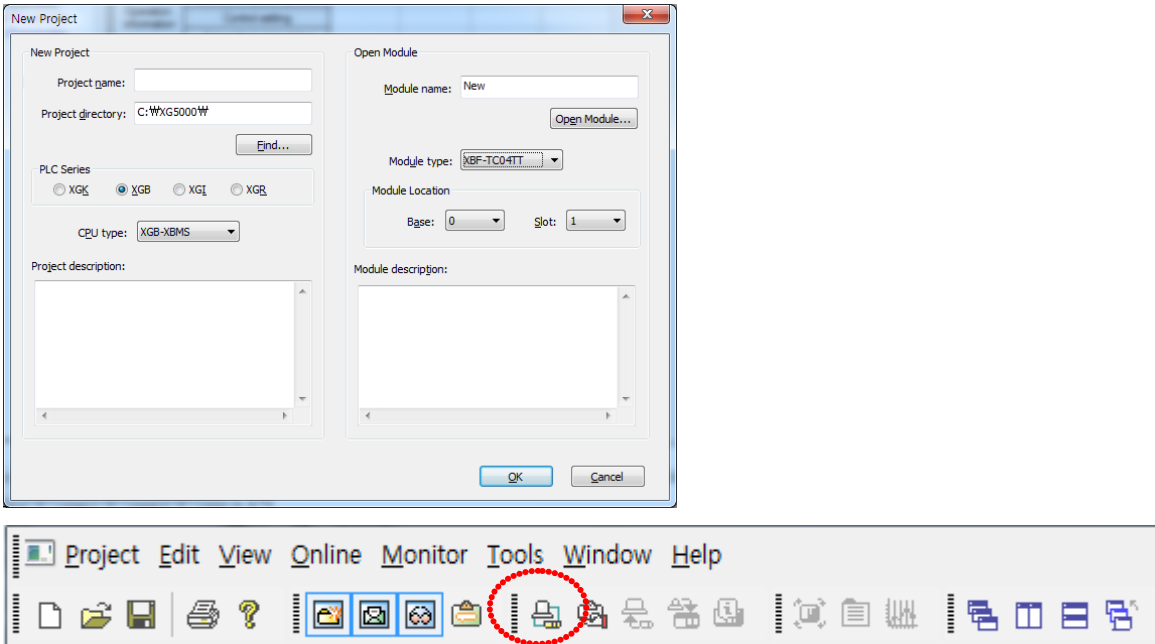 New Project
New Project
Project name:
Project directory: C:₩XG5000₩
Find...
PLC Series
XGK XGB XGI XGR
CPU type: XGB-XBMS
Project description:
Open Module
Module name: New
Open Module...
Module type: XBF-TC04TT
Module Location
Base: 0 Slot: 1
Module description:
OK Cancel
Project Edit View Online Monitor Tools Window Help